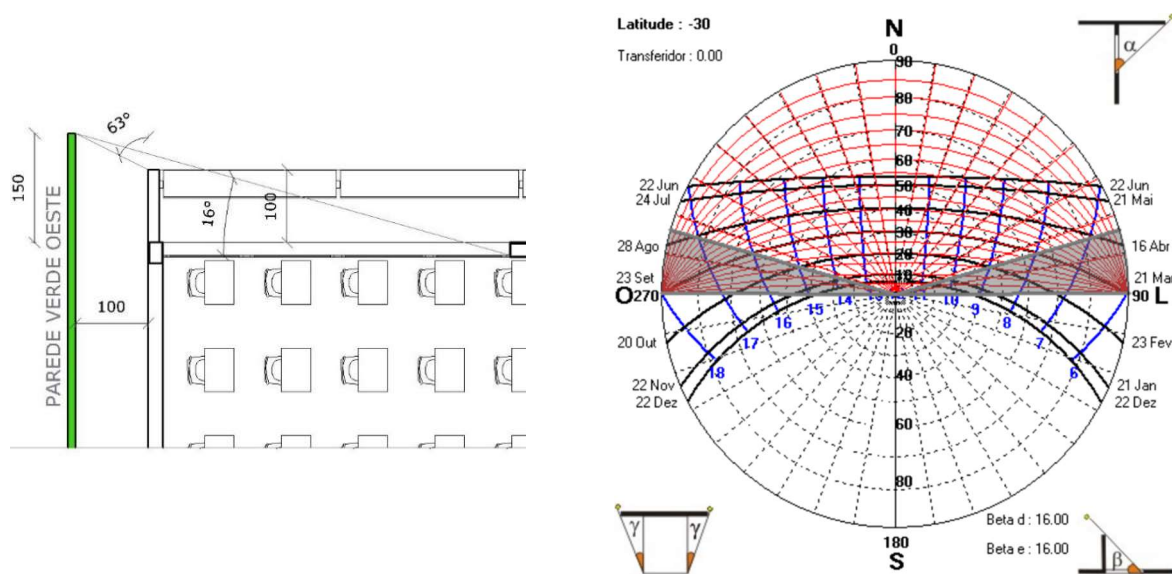 63°
150
PAREDE VERDE OESTE
16°
100
100
Latitude : -30
Transferidor : 0.00
N
0
90
80
70
60
50
40
30
20
10
22 Jun
24 Jul
28 Ago
23 Set
O 270
20 Out
22 Nov
22 Dez
22 Jun
21 Mai
16 Abr
21 Mar
90 L
23 Fev
21 Jan
22 Dez
18
17
16
15
14
10
9
8
7
6
20
40
60
80
180
S
α
γ
γ
Beta d : 16.00
Beta e : 16.00
β